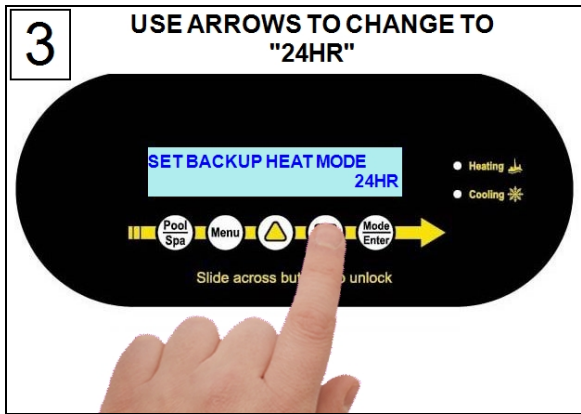 3
USE ARROWS TO CHANGE TO
"24HR"
SET BACKUP HEAT MODE
24HR
Heating
Cooling
Pool
Spa
Menu
Mode
Enter
Slide across but o unlock